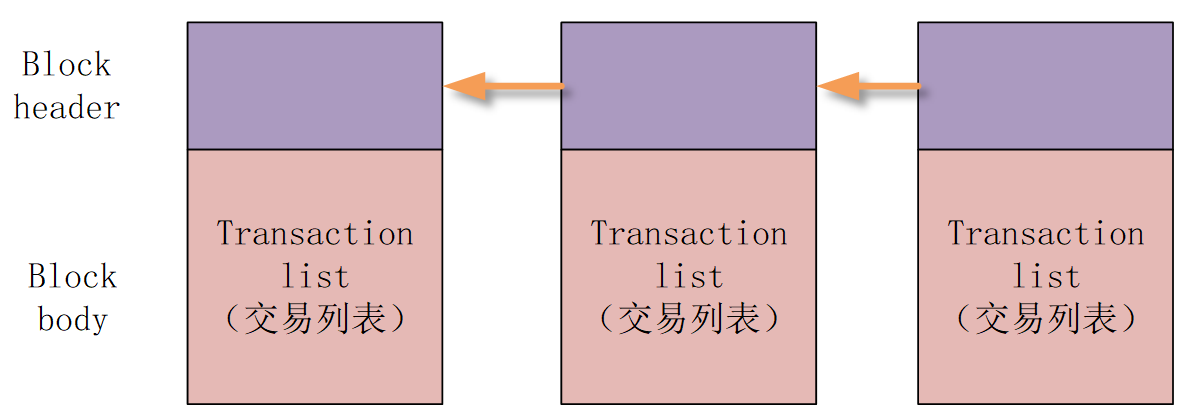 Block
header
Transaction
list
（交易列表）
Transaction
list
（交易列表）
Transaction
list
（交易列表）
Block
body